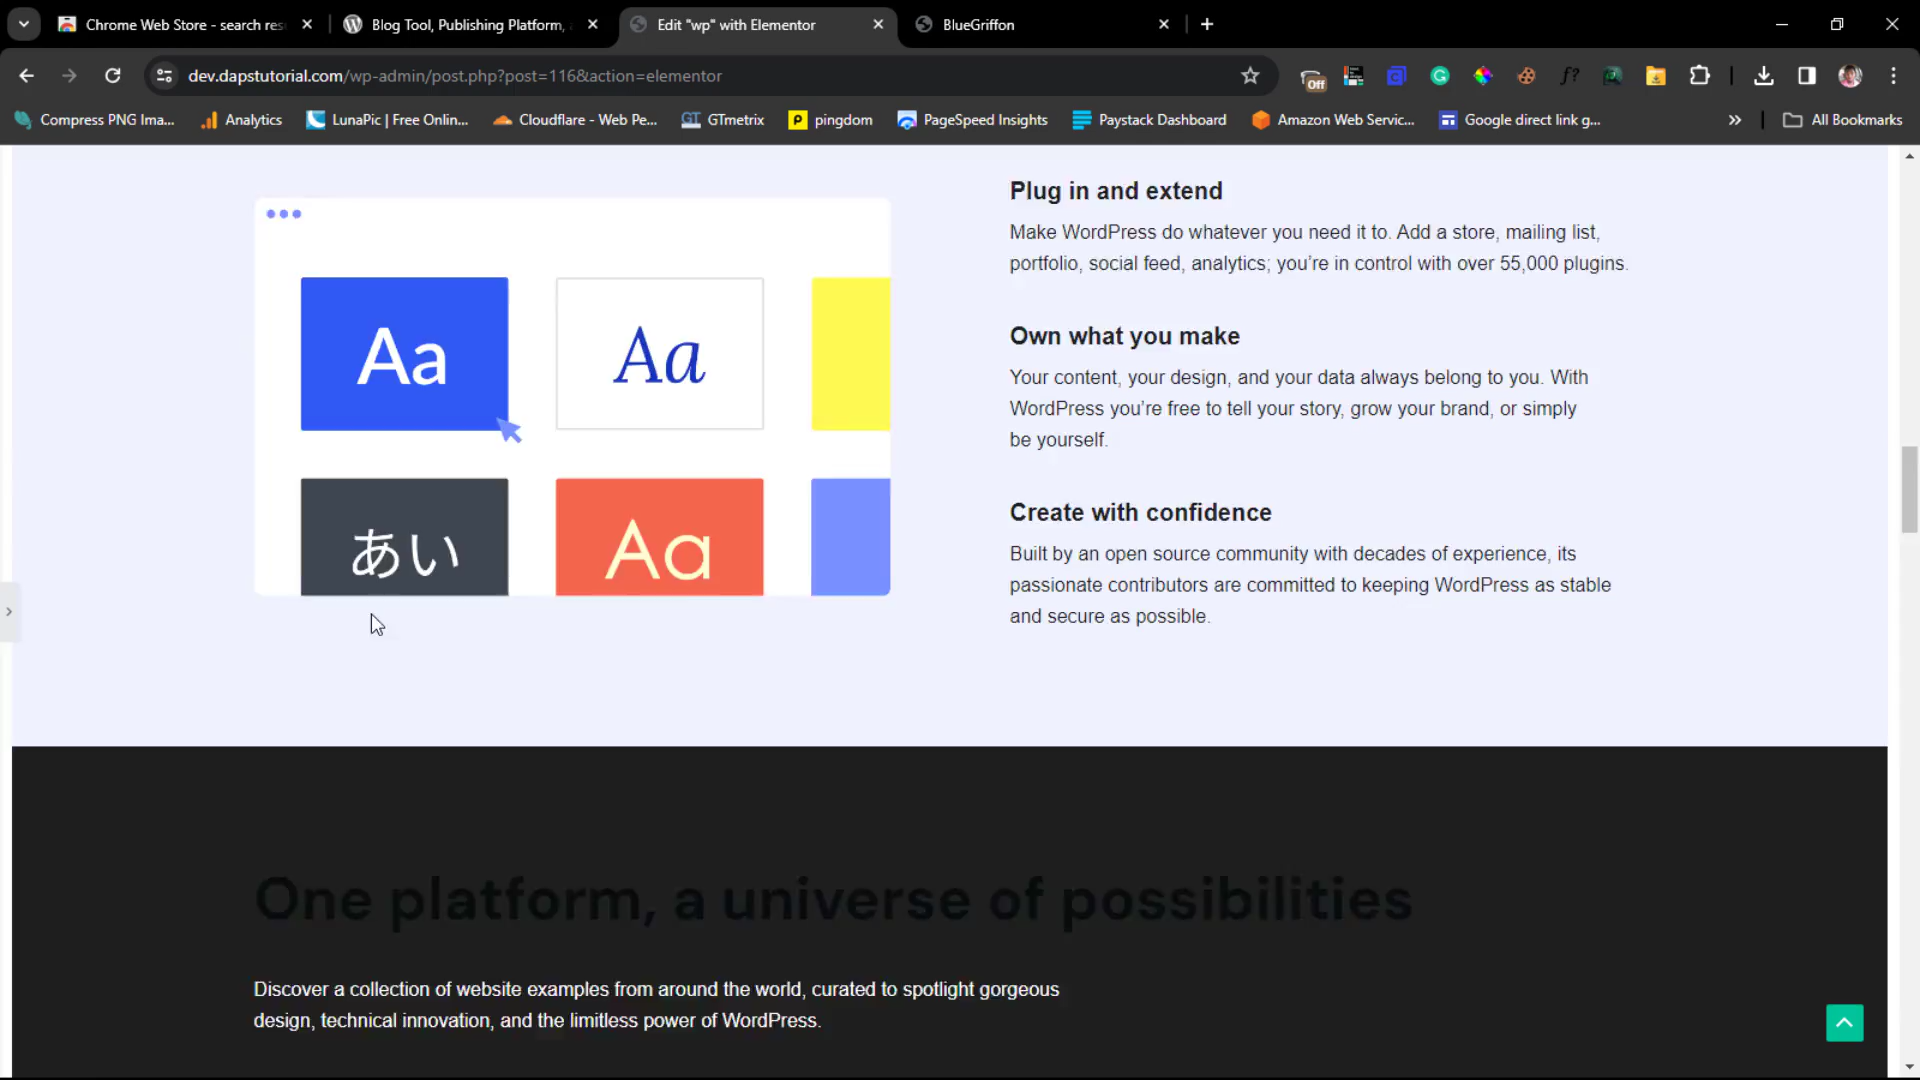 Chrome Web Store - search res
Blog Tool, Publishing Platform,
Edit "wp" with Elementor
BlueGriffon
dev.dapstutorial.com/wp-admin/post.php?post=116&action=elementor
Off
Compress PNG Ima...
Analytics
LunaPic | Free Onlin...
Cloudflare - Web Pe...
GTmetrix
pingdom
PageSpeed Insights
Paystack Dashboard
Amazon Web Servic...
Google direct link g...
All Bookmarks
Aa
Aa
あい
Aa
Plug in and extend
Make WordPress do whatever you need it to. Add a store, mailing list,
portfolio, social feed, analytics; you’re in control with over 55,000 plugins.
Own what you make
Your content, your design, and your data always belong to you. With
WordPress you’re free to tell your story, grow your brand, or simply
be yourself.
Create with confidence
Built by an open source community with decades of experience, its
passionate contributors are committed to keeping WordPress as stable
and secure as possible.
One platform, a universe of possibilities
Discover a collection of website examples from around the world, curated to spotlight gorgeous
design, technical innovation, and the limitless power of WordPress.